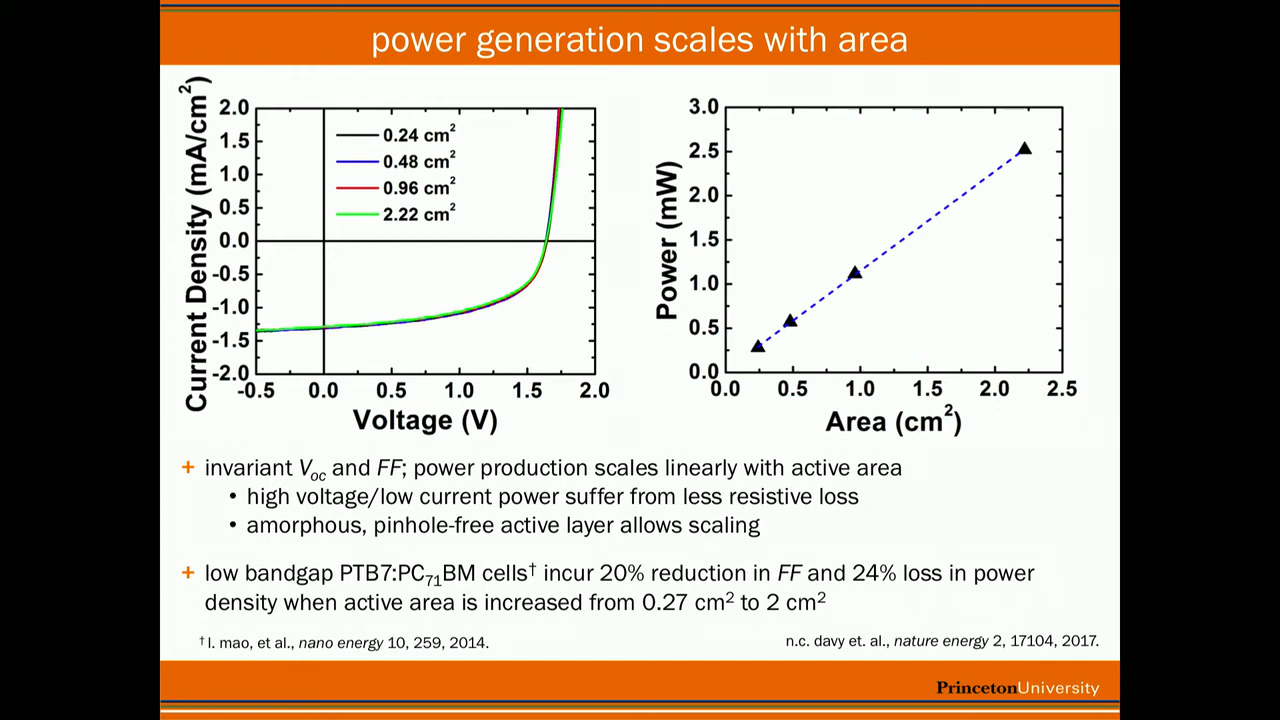 power generation scales with area
Current Density (mA/cm²)
2.0
1.5
1.0
0.5
0.0
-0.5
-1.0
-1.5
-2.0
0.24 cm²
0.48 cm²
0.96 cm²
2.22 cm²
-0.5 0.0 0.5 1.0 1.5 2.0
Voltage (V)
Power (mW)
3.0
2.5
2.0
1.5
1.0
0.5
0.0
0.0 0.5 1.0 1.5 2.0 2.5
Area (cm²)
+ invariant Voc and FF; power production scales linearly with active area
• high voltage/low current power suffer from less resistive loss
• amorphous, pinhole-free active layer allows scaling
+ low bandgap PTB7:PC₇₁BM cells† incur 20% reduction in FF and 24% loss in power
density when active area is increased from 0.27 cm² to 2 cm²
† l. mao, et al., nano energy 10, 259, 2014.
n.c. davy et. al., nature energy 2, 17104, 2017.
PrincetonUniversity